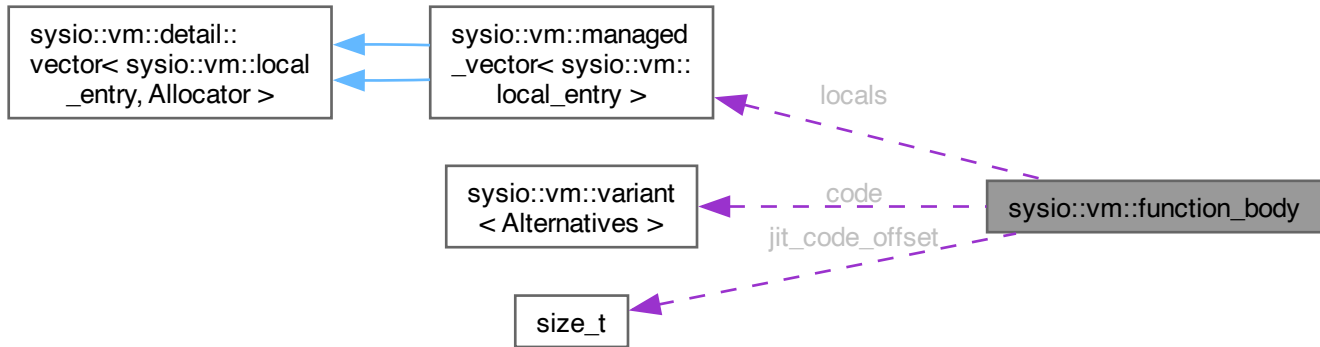 sysio::vm::detail::
vector< sysio::vm::local
_entry, Allocator >
sysio::vm::managed
_vector< sysio::vm::
local_entry >
locals
sysio::vm::variant
< Alternatives >
code
sysio::vm::function_body
jit_code_offset
size_t